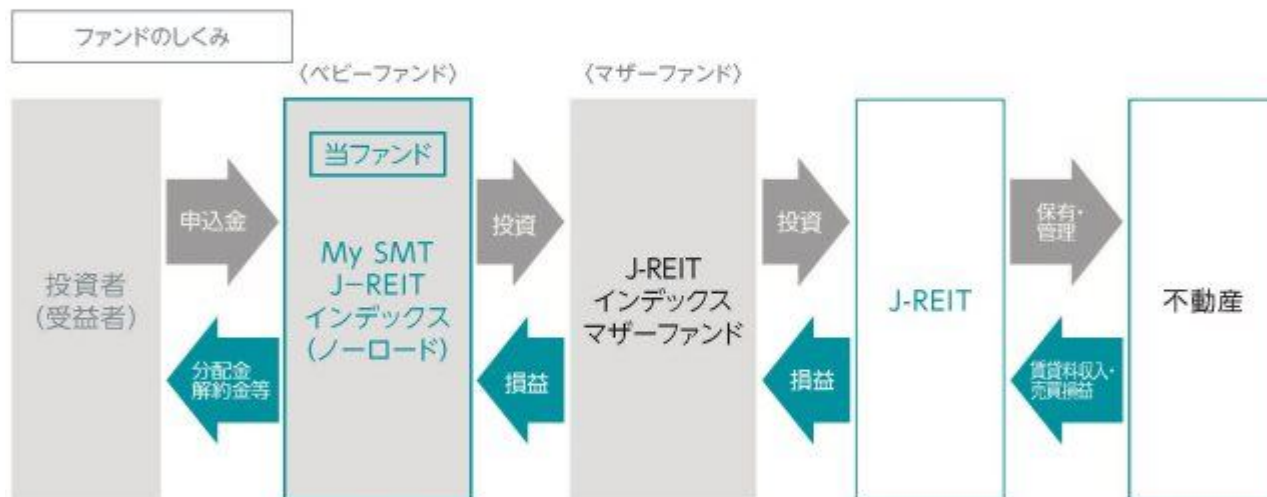 ファンドのしくみ
〈ベビーファンド〉
〈マザーファンド〉
投資者
(受益者)
申込金
分配金
解約金等
当ファンド
My SMT
J−REIT
インデックス
(ノーロード)
投資
損益
J-REIT
インデックス
マザーファンド
投資
損益
J-REIT
保有・
管理
賃貸料収入・
売買損益
不動産